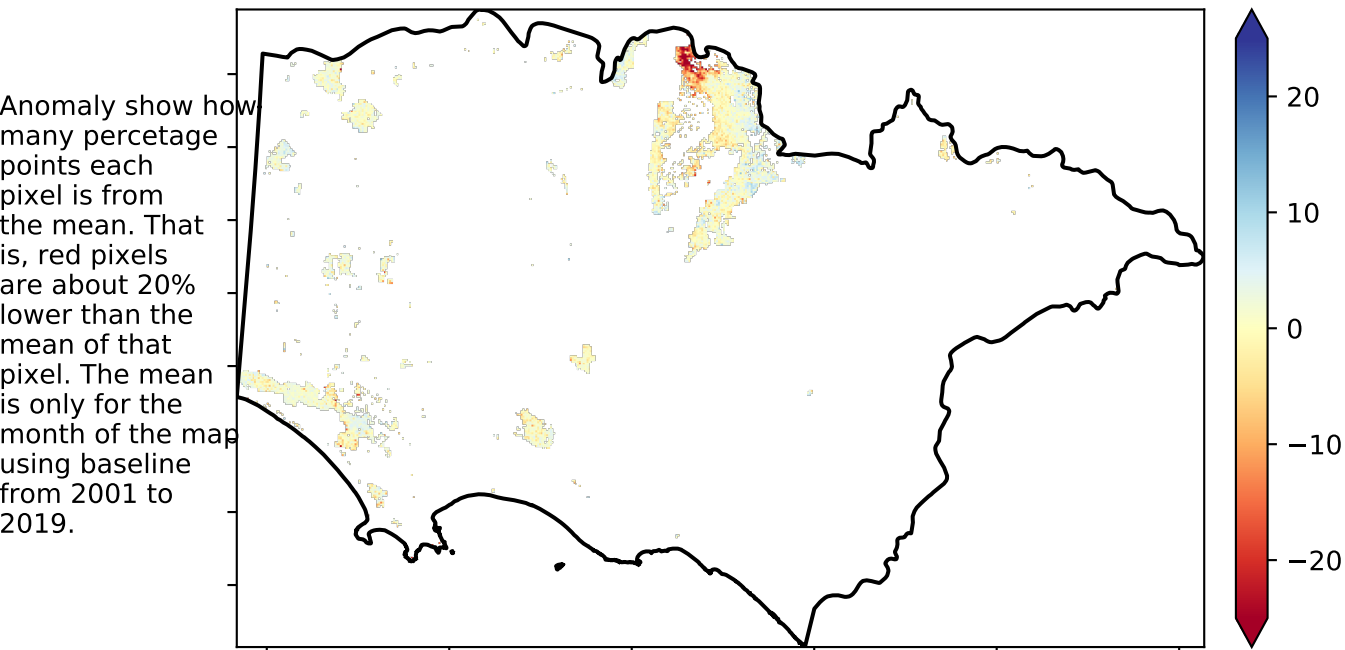 Anomaly show how
many percetage
points each
pixel is from
the mean. That
is, red pixels
are about 20%
lower than the
mean of that
pixel. The mean
is only for the
month of the map
using baseline
from 2001 to
2019.
20
10
0
−10
−20